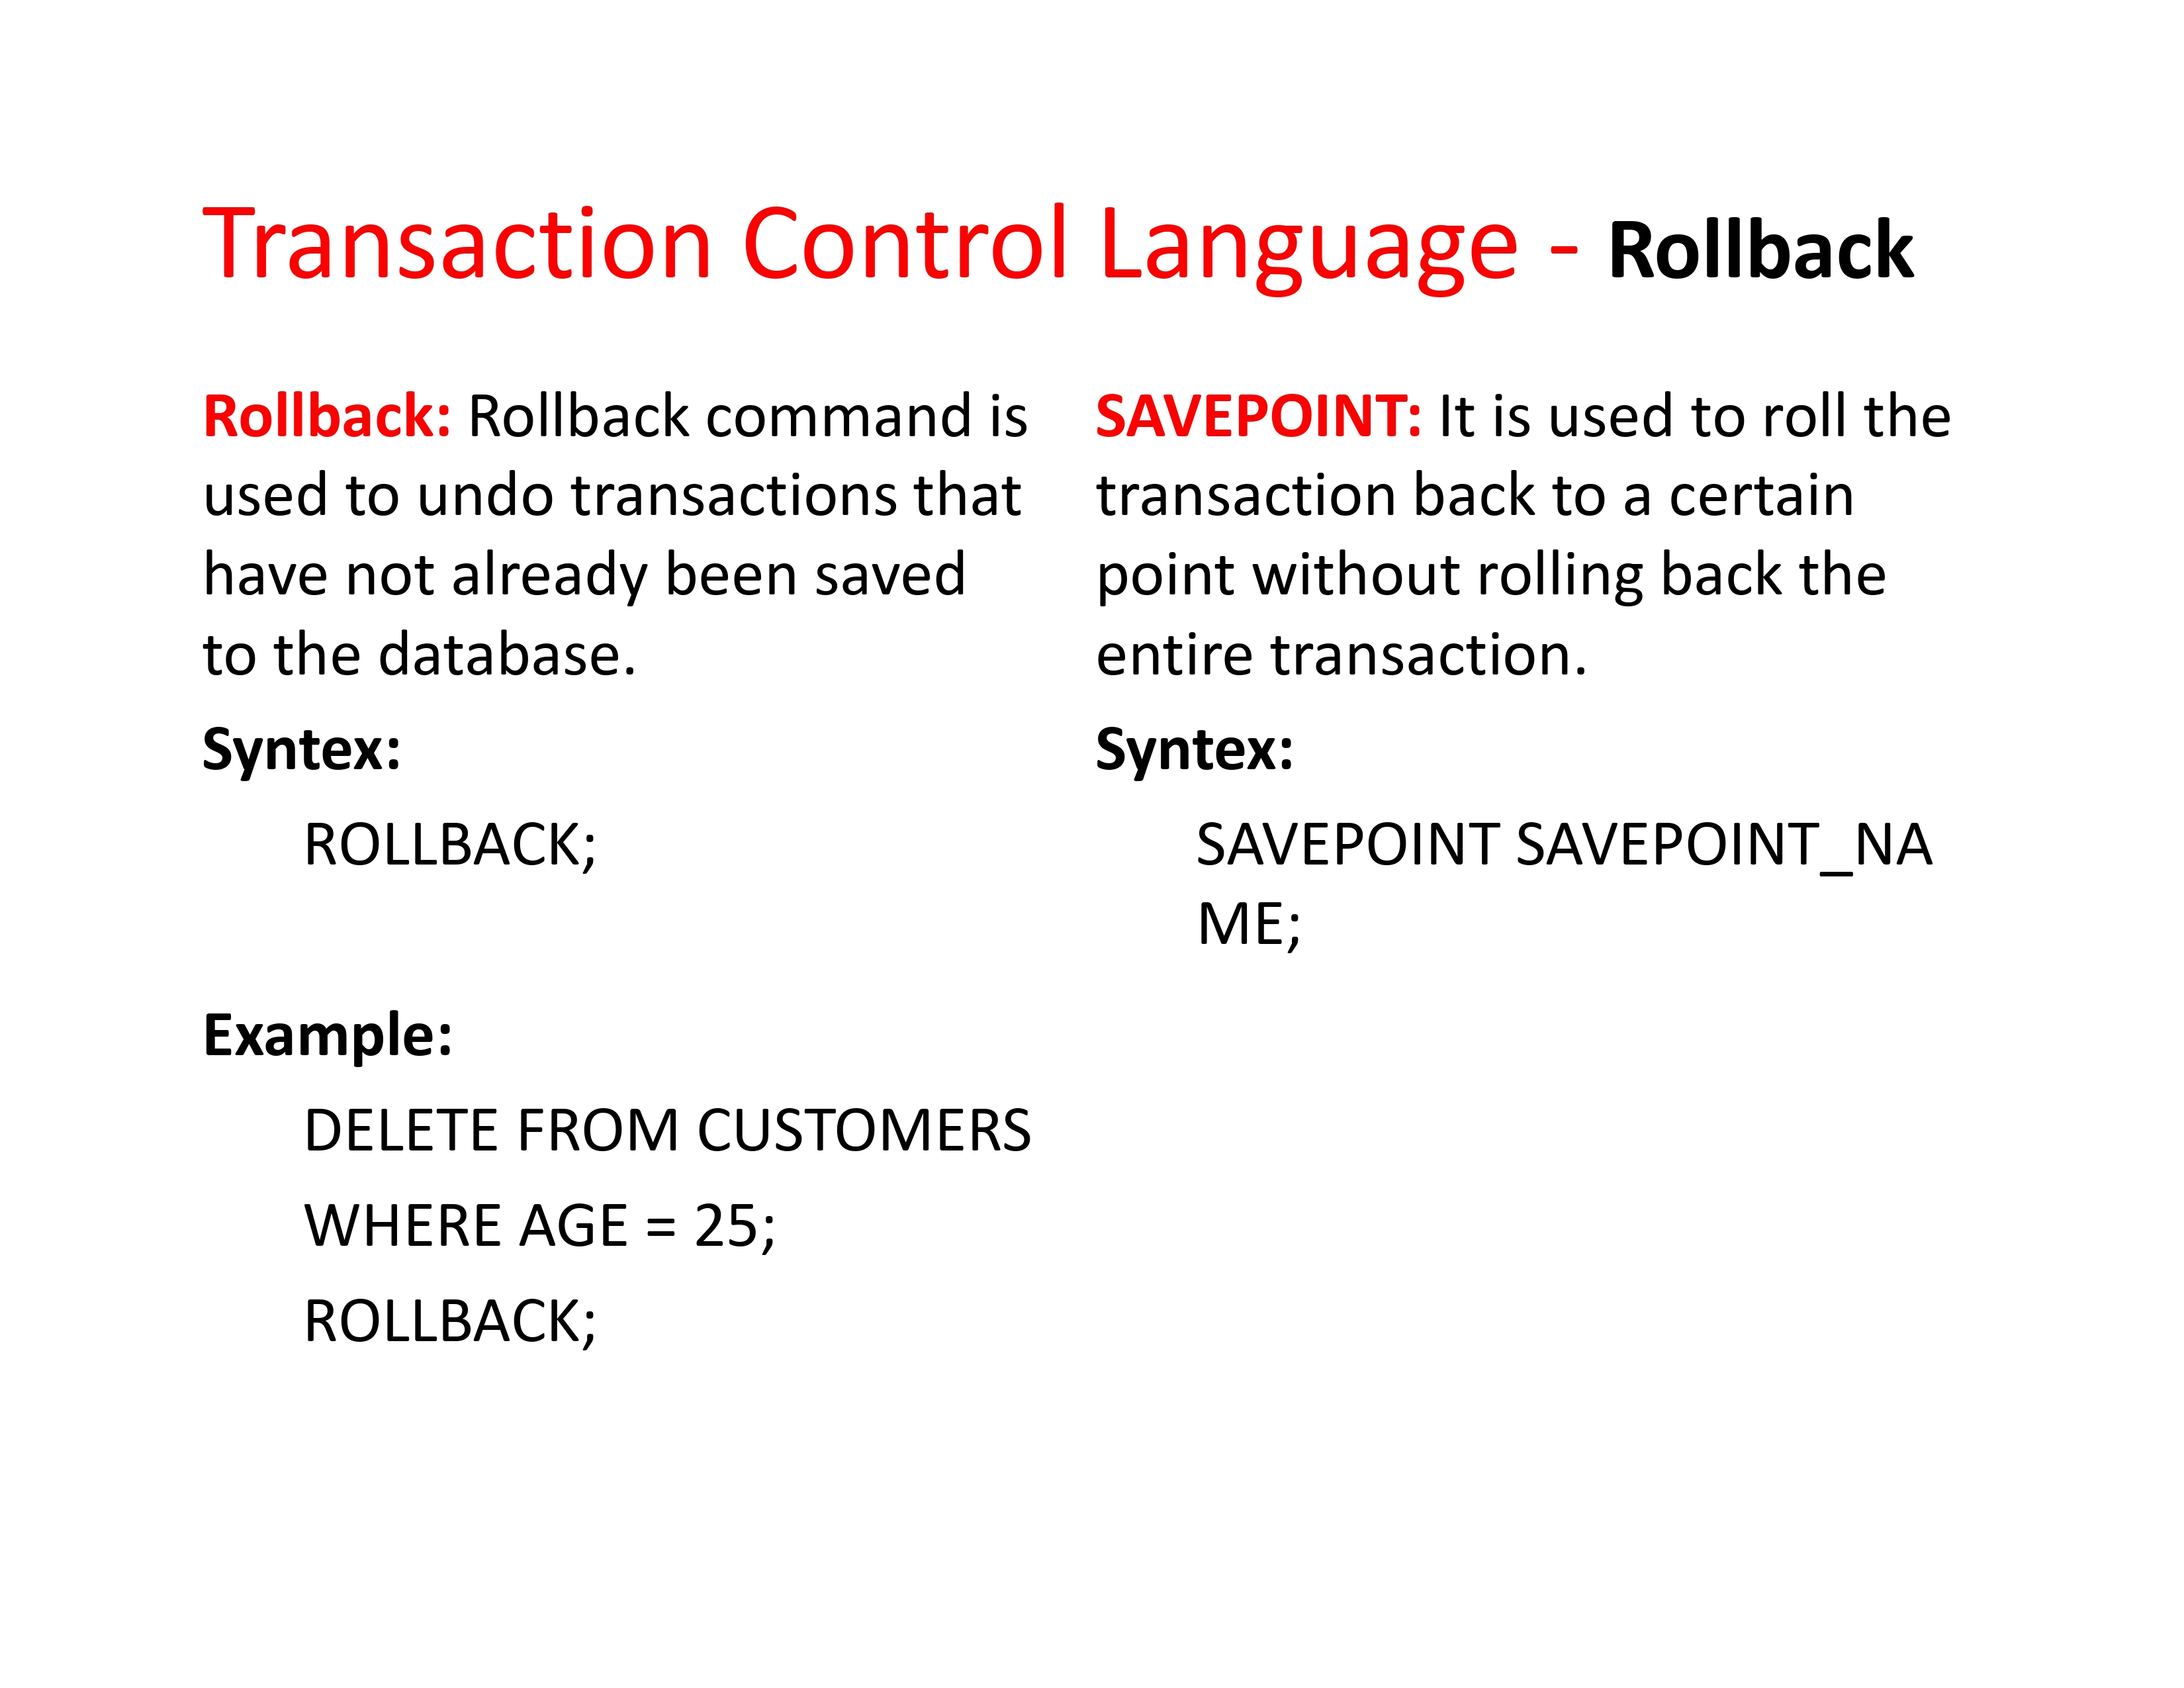 Transaction Control Language - Rollback
Rollback: Rollback command is
used to undo transactions that
have not already been saved
to the database.
Syntex:
ROLLBACK;
Example:
DELETE FROM CUSTOMERS
WHERE AGE = 25;
ROLLBACK;
SAVEPOINT: It is used to roll the
transaction back to a certain
point without rolling back the
entire transaction.
Syntex:
SAVEPOINT SAVEPOINT_NA
ME;